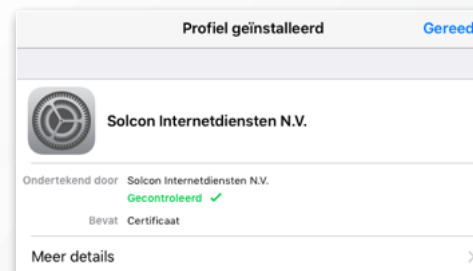 Profiel geïnstalleerd Gereed
Solcon Internetdiensten N.V.
Ondertekend door Solcon Internetdiensten N.V.
Gecontroleerd ✓
Bevat Certificaat
Meer details